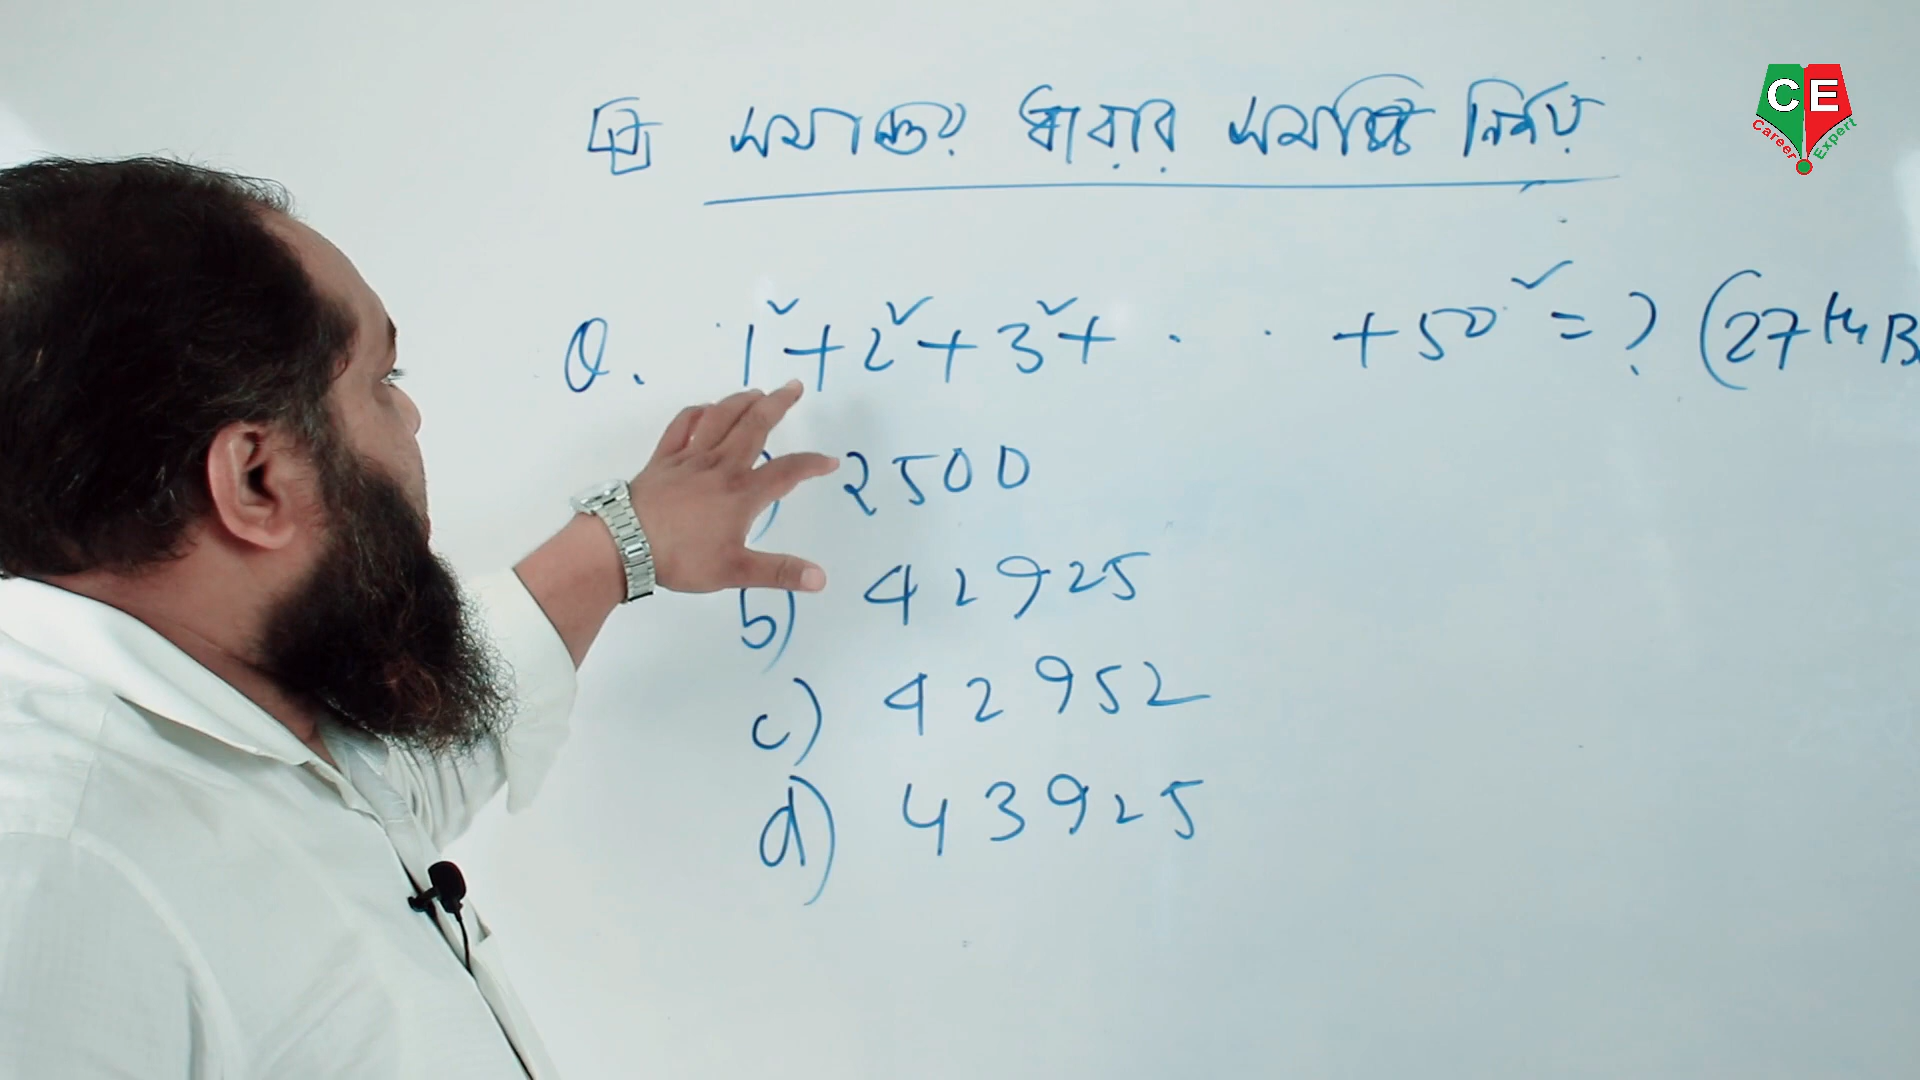 সমান্তর ধারার সমষ্টি নির্ণয়
Q. 1²+2²+3²+ . . +50² = ? (27th B
) 2500
b) 42925
c) 42952
d) 43925
CE
Career Expert